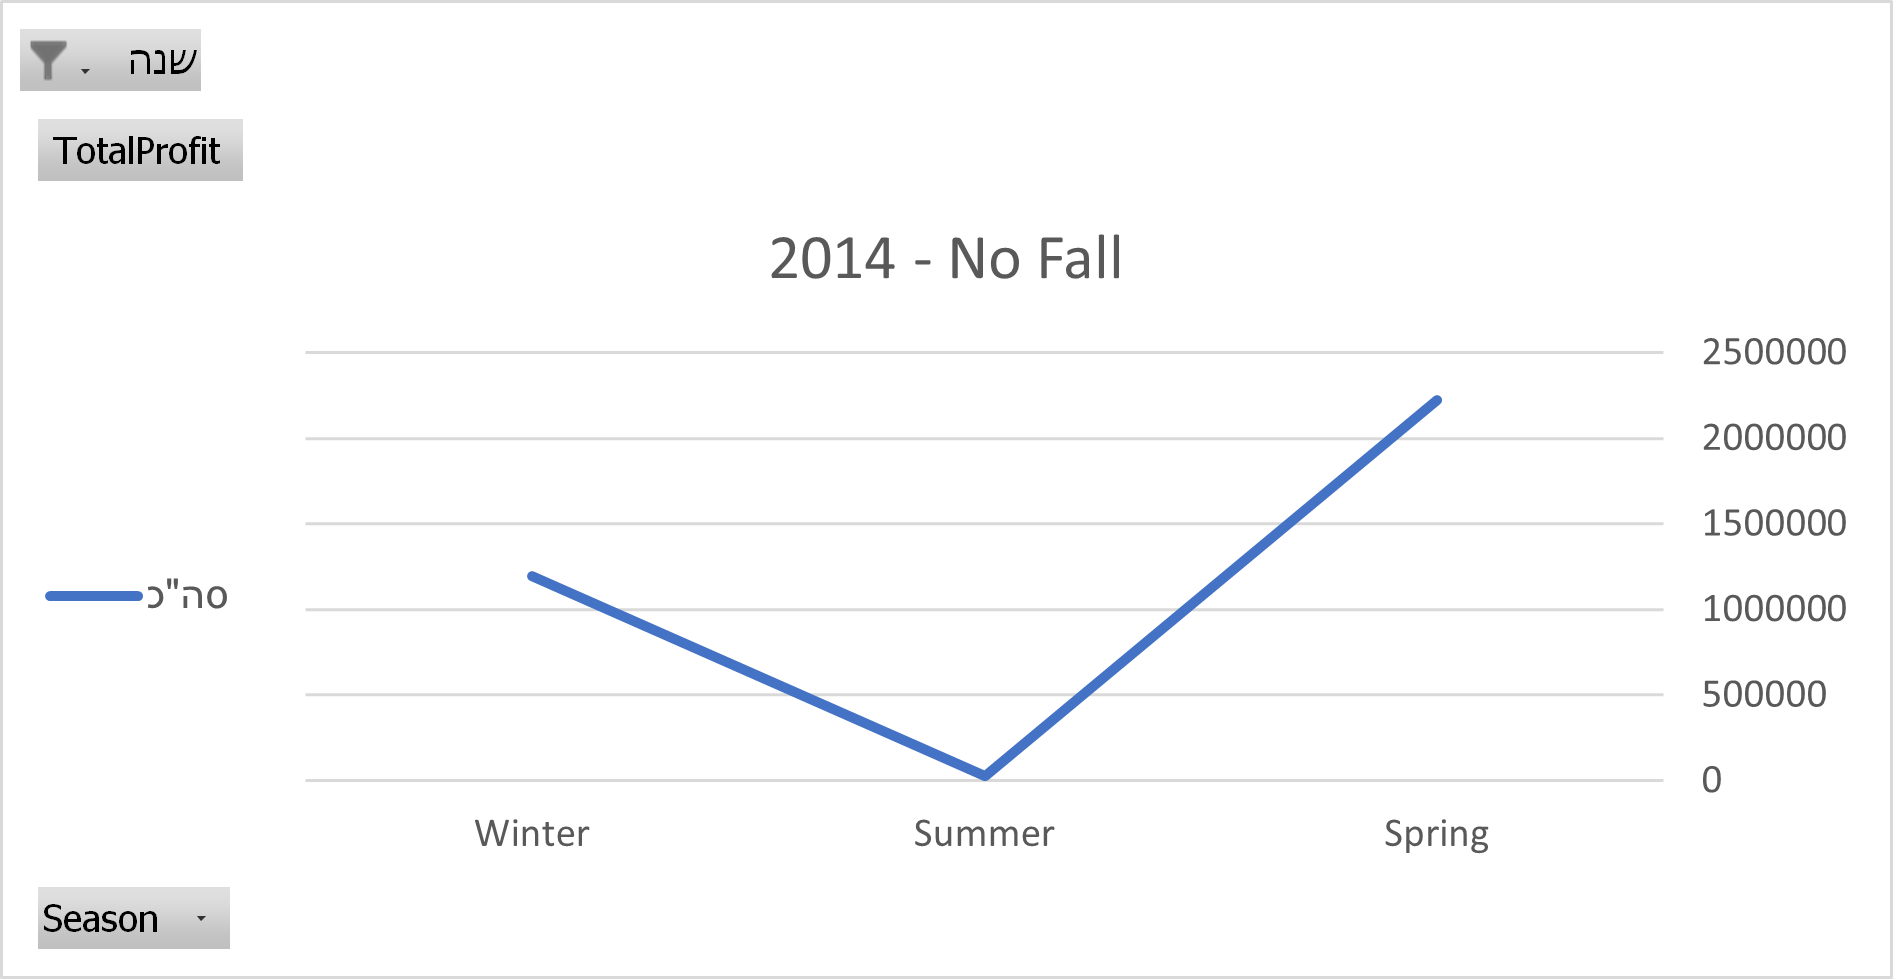 שנה
TotalProfit
2014 - No Fall
2500000
2000000
1500000
סה"כ
1000000
500000
0
Winter Summer Spring
Season